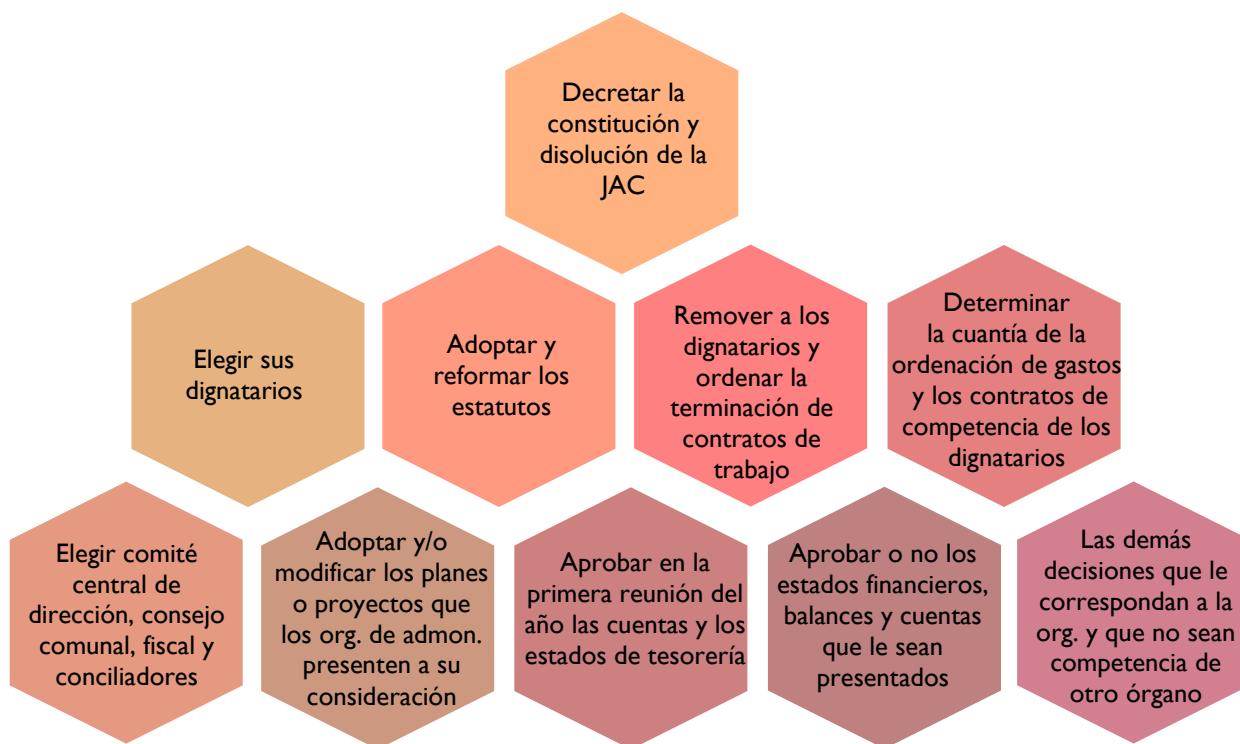 Decretar la
constitución y
disolución de la
JAC
Elegir sus
dignatarios
Adoptar y
reformar los
estatutos
Remover a los
dignatarios y
ordenar la
terminación de
contratos de
trabajo
Determinar
la cuantía de la
ordenación de gastos
y los contratos de
competencia de los
dignatarios
Elegir comité
central de
dirección, consejo
comunal, fiscal y
conciliadores
Adoptar y/o
modificar los planes
o proyectos que
los org. de admon.
presenten a su
consideración
Aprobar en la
primera reunión del
año las cuentas y los
estados de tesorería
Aprobar o no los
estados financieros,
balances y cuentas
que le sean
presentados
Las demás
decisiones que le
correspondan a la
org. y que no sean
competencia de
otro órgano